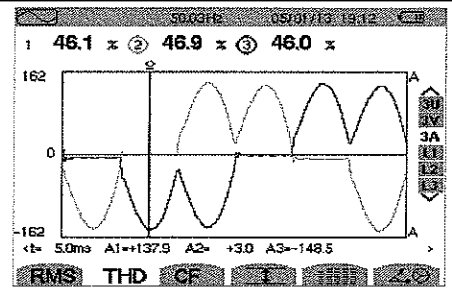 50.03Hz 05/01/13 19:12
1 46.1 % 2 46.9 % 3 46.0 %
162 A
3U
3V
3A
L1
L2
L3
0
-162 A
<t= 5.0ms A1=+137.9 A2= +3.0 A3=-148.5 >
RMS THD CF